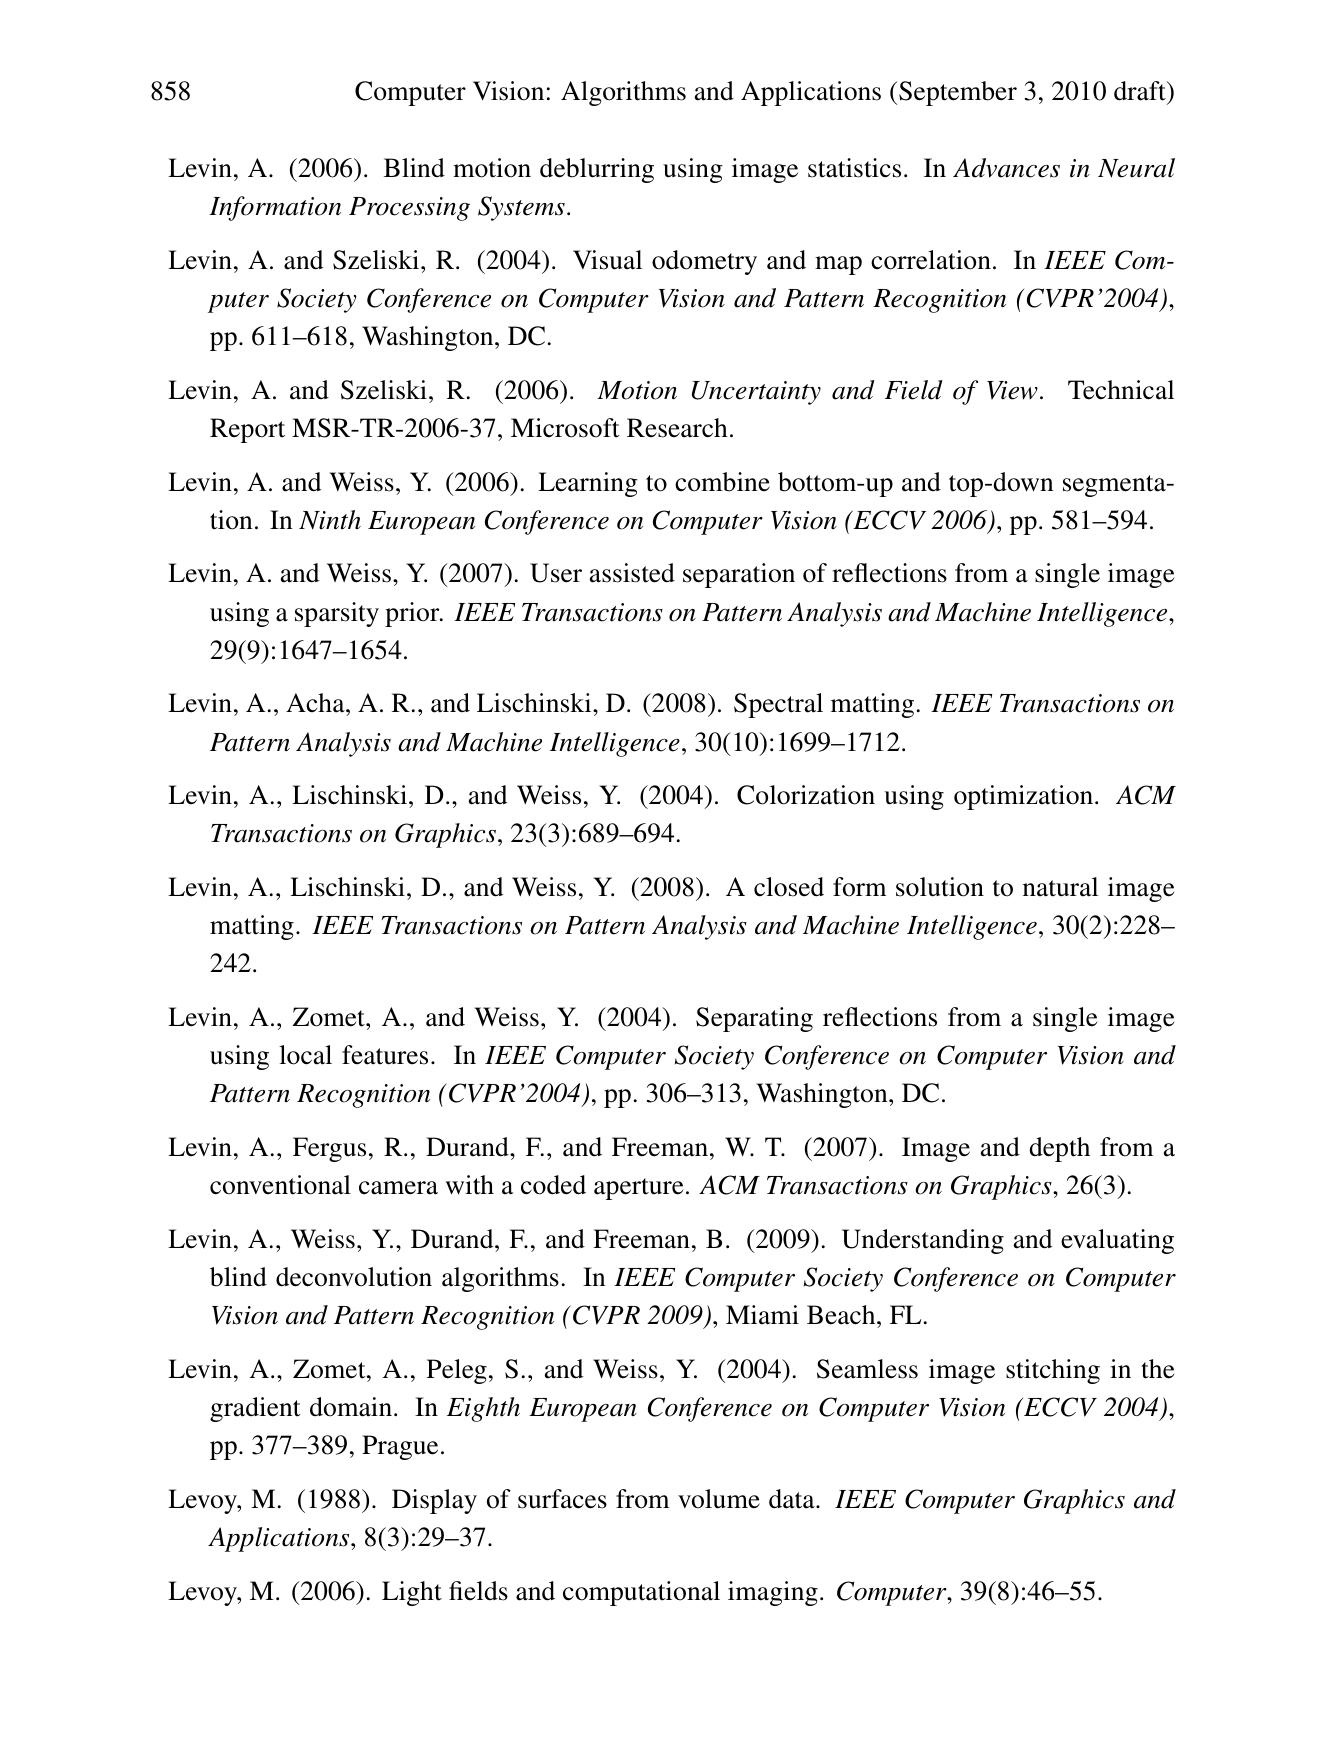 858 Computer Vision: Algorithms and Applications (September 3, 2010 draft)
Levin, A. (2006). Blind motion deblurring using image statistics. In Advances in Neural
Information Processing Systems.
Levin, A. and Szeliski, R. (2004). Visual odometry and map correlation. In IEEE Com-
puter Society Conference on Computer Vision and Pattern Recognition (CVPR’2004),
pp. 611–618, Washington, DC.
Levin, A. and Szeliski, R. (2006). Motion Uncertainty and Field of View. Technical
Report MSR-TR-2006-37, Microsoft Research.
Levin, A. and Weiss, Y. (2006). Learning to combine bottom-up and top-down segmenta-
tion. In Ninth European Conference on Computer Vision (ECCV 2006), pp. 581–594.
Levin, A. and Weiss, Y. (2007). User assisted separation of reflections from a single image
using a sparsity prior. IEEE Transactions on Pattern Analysis and Machine Intelligence,
29(9):1647–1654.
Levin, A., Acha, A. R., and Lischinski, D. (2008). Spectral matting. IEEE Transactions on
Pattern Analysis and Machine Intelligence, 30(10):1699–1712.
Levin, A., Lischinski, D., and Weiss, Y. (2004). Colorization using optimization. ACM
Transactions on Graphics, 23(3):689–694.
Levin, A., Lischinski, D., and Weiss, Y. (2008). A closed form solution to natural image
matting. IEEE Transactions on Pattern Analysis and Machine Intelligence, 30(2):228–
242.
Levin, A., Zomet, A., and Weiss, Y. (2004). Separating reflections from a single image
using local features. In IEEE Computer Society Conference on Computer Vision and
Pattern Recognition (CVPR’2004), pp. 306–313, Washington, DC.
Levin, A., Fergus, R., Durand, F., and Freeman, W. T. (2007). Image and depth from a
conventional camera with a coded aperture. ACM Transactions on Graphics, 26(3).
Levin, A., Weiss, Y., Durand, F., and Freeman, B. (2009). Understanding and evaluating
blind deconvolution algorithms. In IEEE Computer Society Conference on Computer
Vision and Pattern Recognition (CVPR 2009), Miami Beach, FL.
Levin, A., Zomet, A., Peleg, S., and Weiss, Y. (2004). Seamless image stitching in the
gradient domain. In Eighth European Conference on Computer Vision (ECCV 2004),
pp. 377–389, Prague.
Levoy, M. (1988). Display of surfaces from volume data. IEEE Computer Graphics and
Applications, 8(3):29–37.
Levoy, M. (2006). Light fields and computational imaging. Computer, 39(8):46–55.